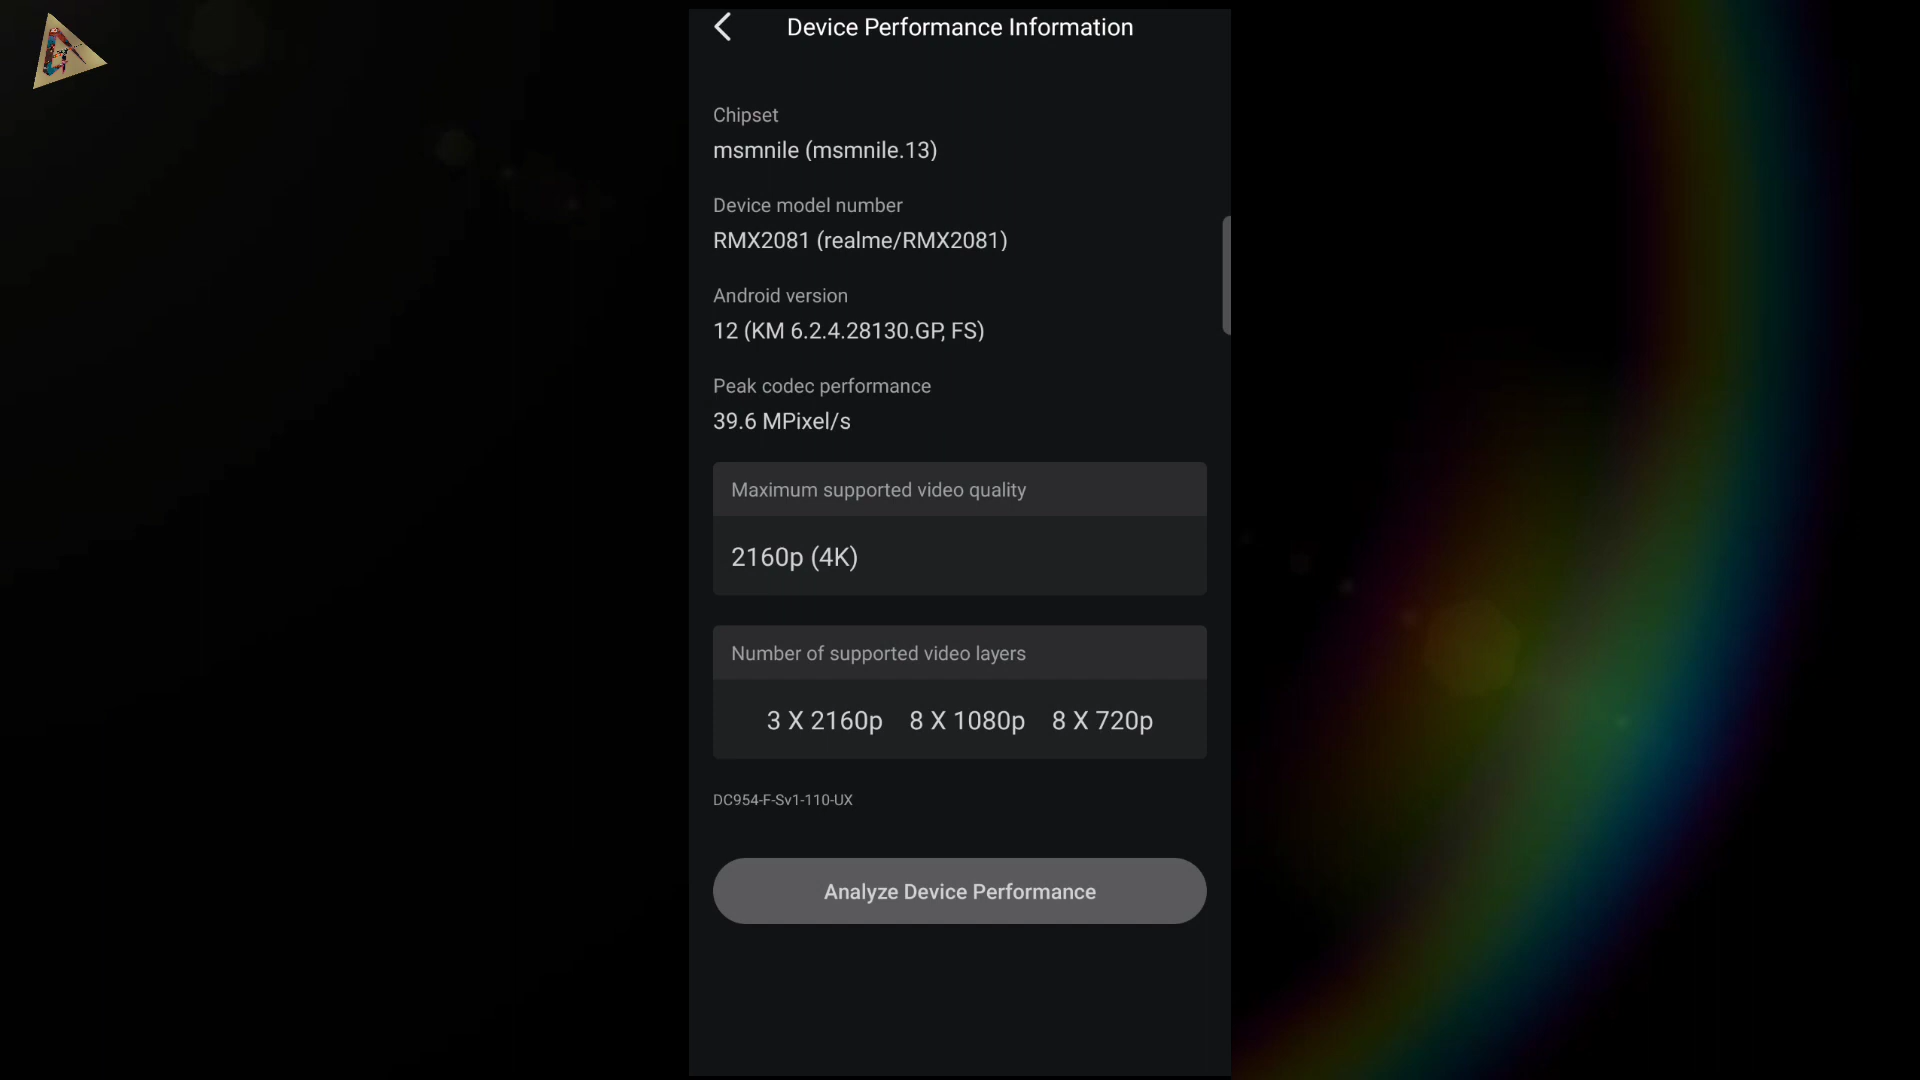 Device Performance Information
Chipset
msmnile (msmnile.13)
Device model number
RMX2081 (realme/RMX2081)
Android version
12 (KM 6.2.4.28130.GP, FS)
Peak codec performance
39.6 MPixel/s
Maximum supported video quality
2160p (4K)
Number of supported video layers
3 X 2160p 8 X 1080p 8 X 720p
DC954-F-Sv1-110-UX
Analyze Device Performance